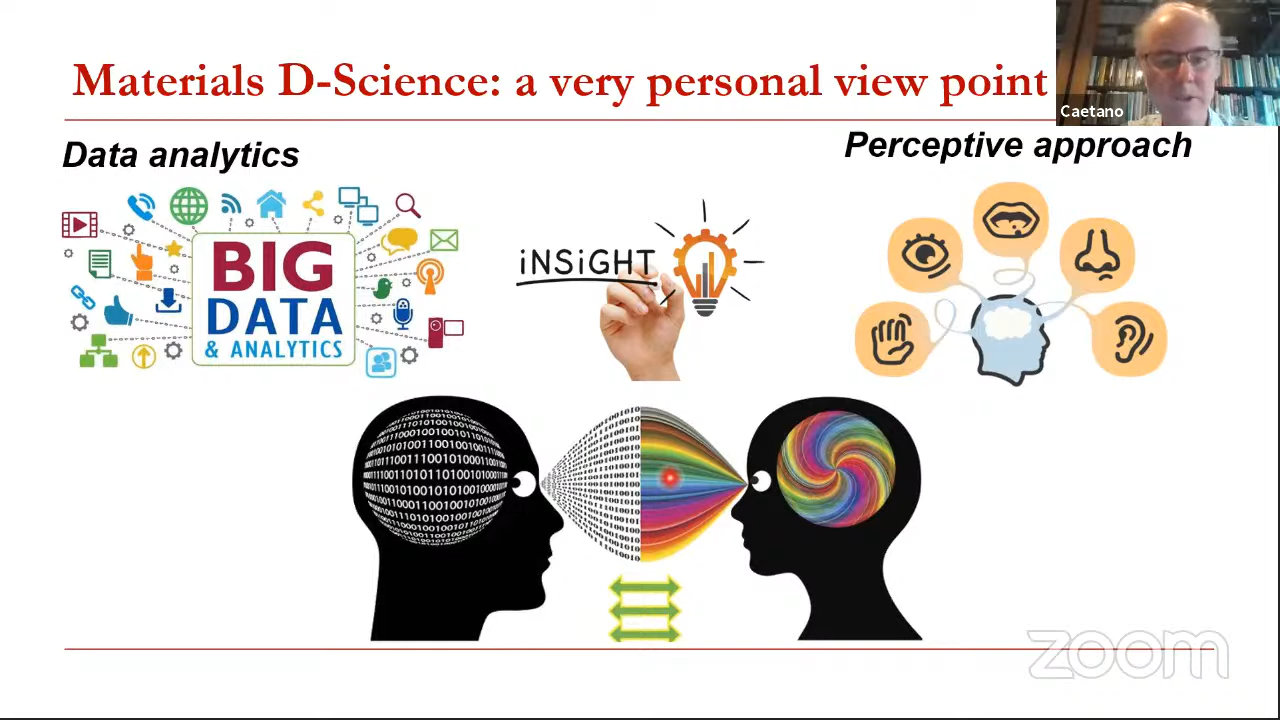 Materials D-Science: a very personal view point
Caetano
Data analytics
Perceptive approach
BIG
DATA
& ANALYTICS
iNSiGHT
zoom